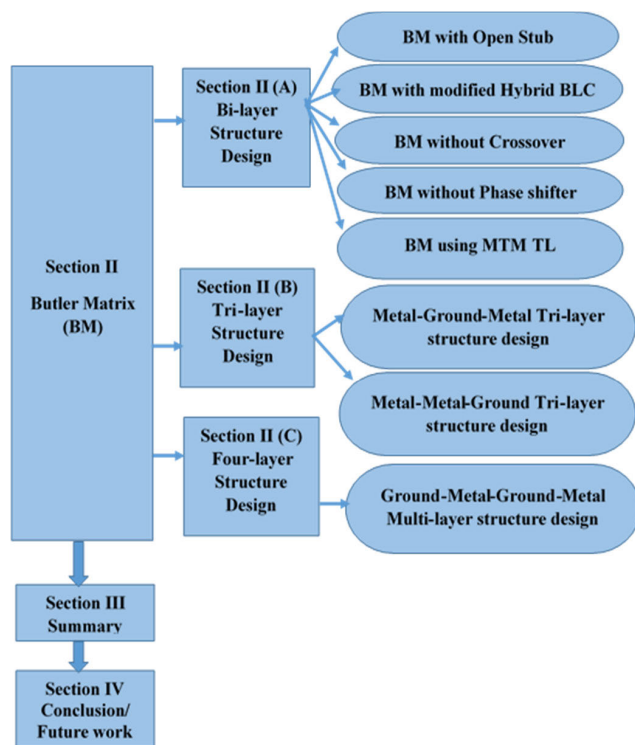 Section II
Butler Matrix
(BM)
Section II (A)
Bi-layer
Structure
Design
BM with Open Stub
BM with modified Hybrid BLC
BM without Crossover
BM without Phase shifter
BM using MTM TL
Section II (B)
Tri-layer
Structure
Design
Metal-Ground-Metal Tri-layer
structure design
Metal-Metal-Ground Tri-layer
structure design
Section II (C)
Four-layer
Structure
Design
Ground-Metal-Ground-Metal
Multi-layer structure design
Section III
Summary
Section IV
Conclusion/
Future work